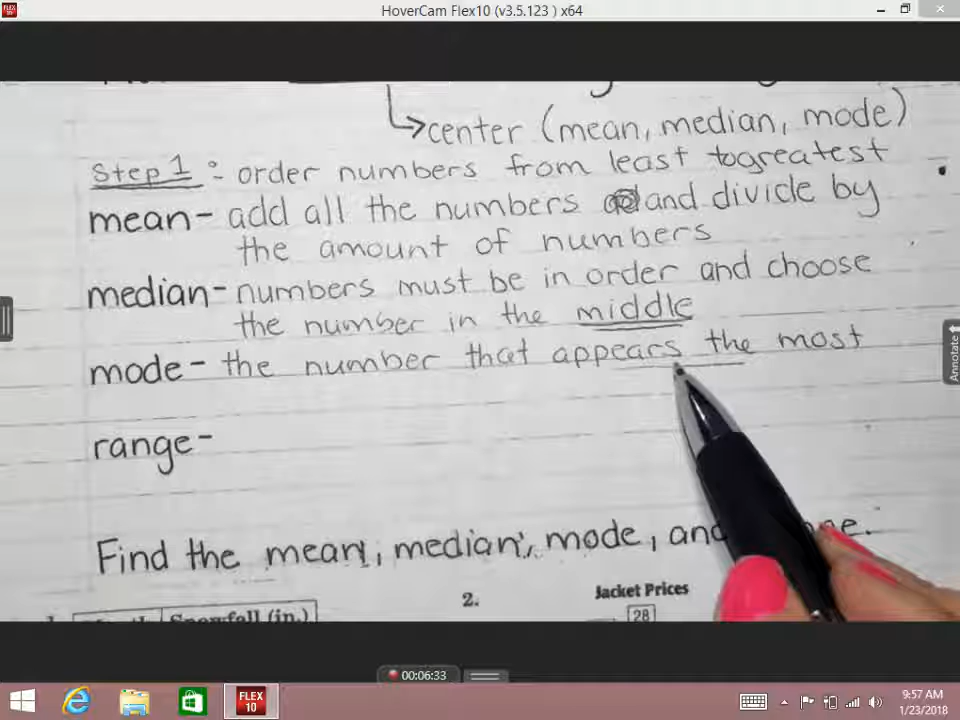 HoverCam Flex10 (v3.5.123 ) x64
center (mean, median, mode)
Step 1: order numbers from least to greatest
mean- add all the numbers and divide by
the amount of numbers
median- numbers must be in order and choose
the number in the middle
mode- the number that appears the most
range-
Find the mean, median, mode, and
2.
Jacket Prices
Snowfall (in.)
28
Annotate
00:06:33
FLEX
10
9:57 AM
1/23/2018